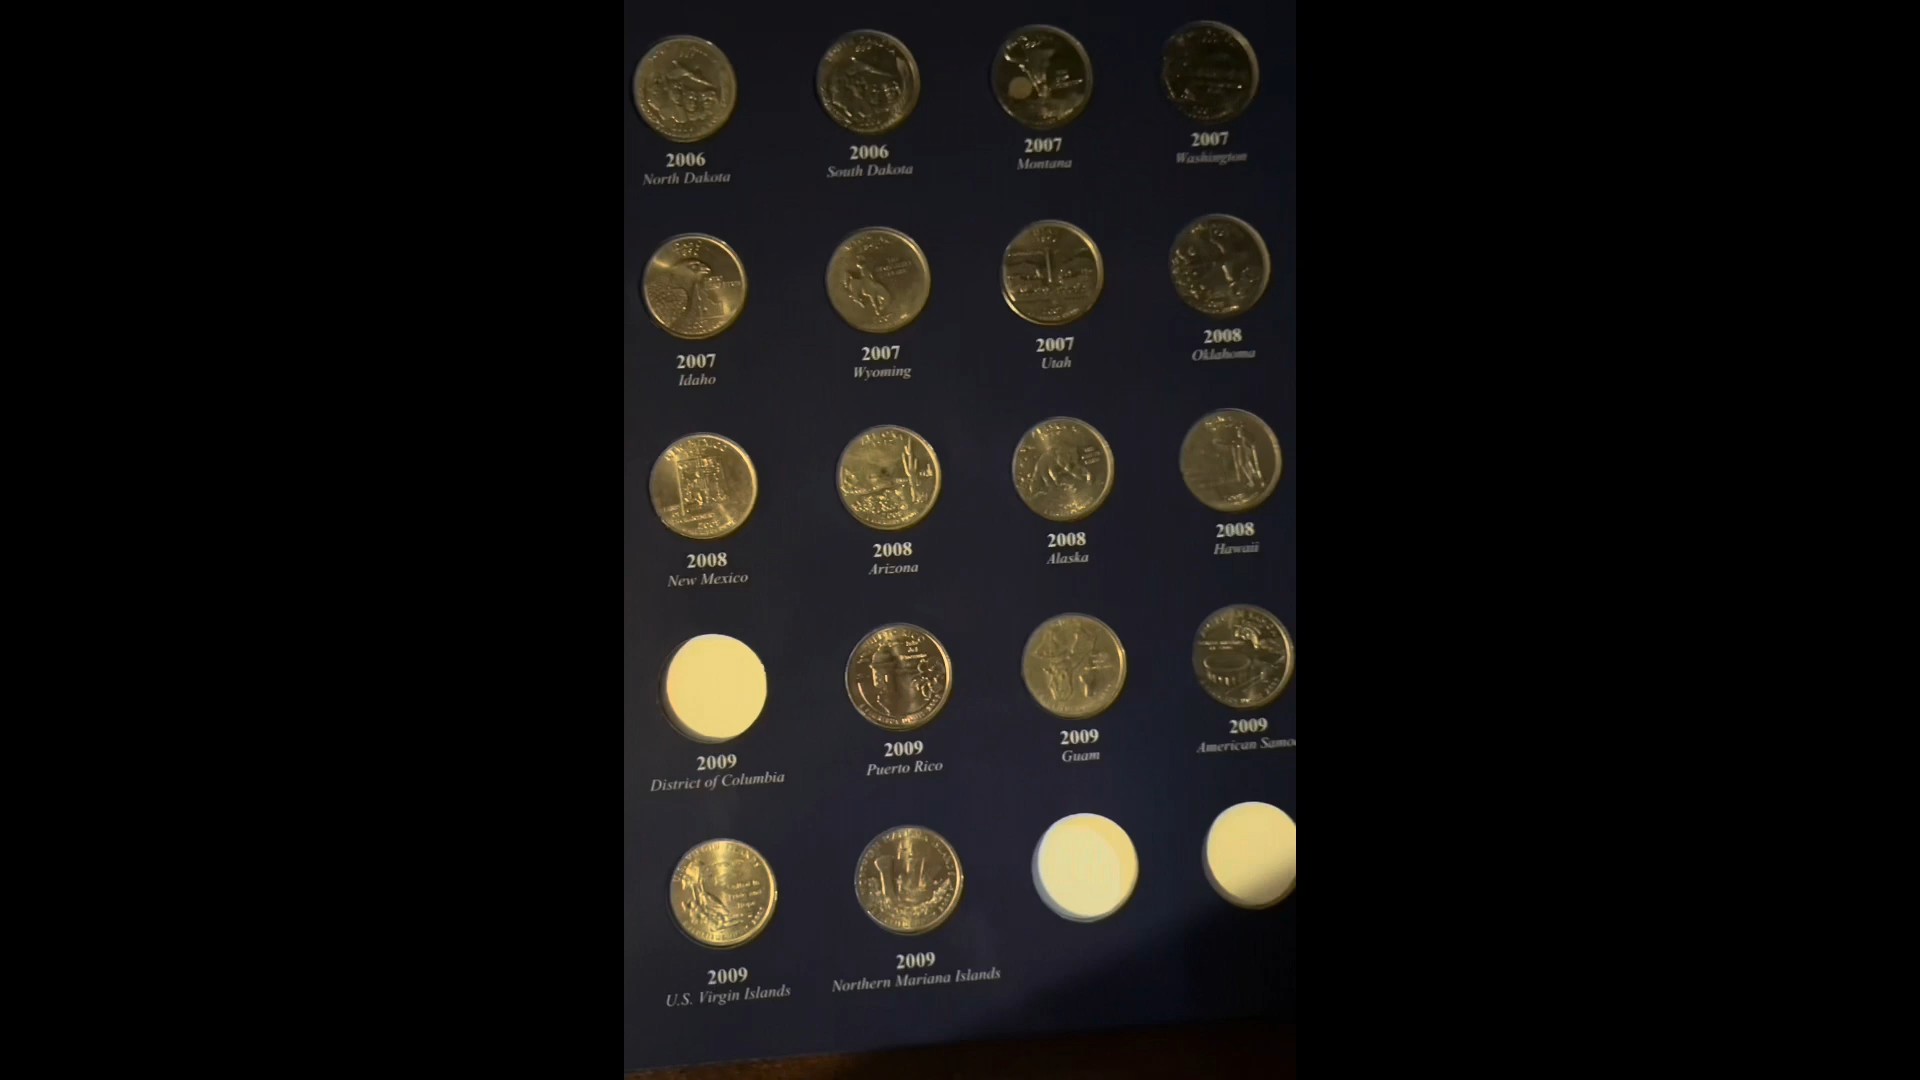 2006
North Dakota
2006
South Dakota
2007
Montana
2007
Washington
2007
Idaho
2007
Wyoming
2007
Utah
2008
Oklahoma
2008
New Mexico
2008
Arizona
2008
Alaska
2008
Hawaii
2009
District of Columbia
2009
Puerto Rico
2009
Guam
2009
American Samo
2009
U.S. Virgin Islands
2009
Northern Mariana Islands